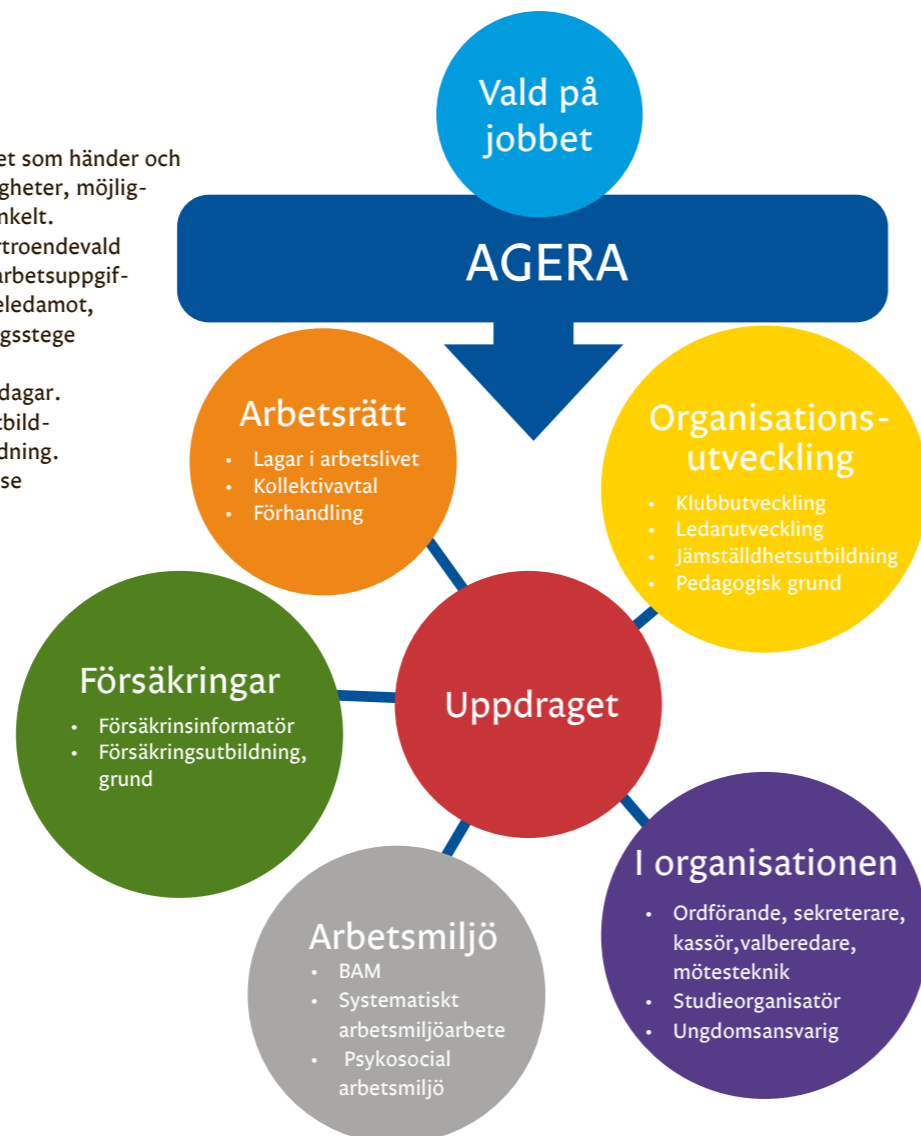 Vald på
jobbet
et som händer och
igheter, möjlig-
nkelt.
rtroendevald
arbetsuppgif-
eledamot,
gsstege
dagar.
tbild-
dning.
se
AGERA
Arbetsrätt
• Lagar i arbetslivet
• Kollektivavtal
• Förhandling
Organisations-
utveckling
• Klubbutveckling
• Ledarutveckling
• Jämställdhetsutbildning
• Pedagogisk grund
Försäkringar
• Försäkrinsinformatör
• Försäkringsutbildning,
grund
Uppdraget
Arbetsmiljö
• BAM
• Systematiskt
arbetsmiljöarbete
• Psykosocial
arbetsmiljö
I organisationen
• Ordförande, sekreterare,
kassör,valberedare,
mötesteknik
• Studieorganisatör
• Ungdomsansvarig